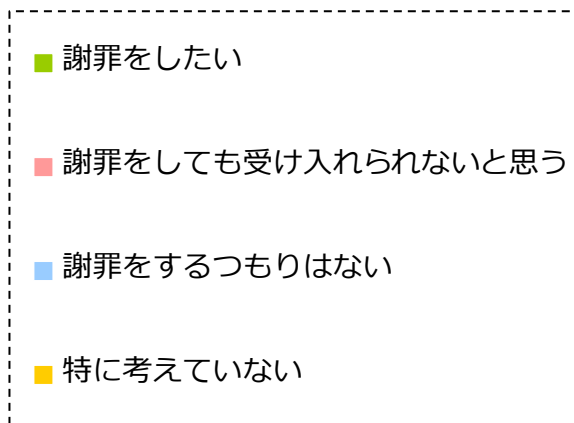 謝罪をしたい
謝罪をしても受け入れられないと思う
謝罪をするつもりはない
特に考えていない